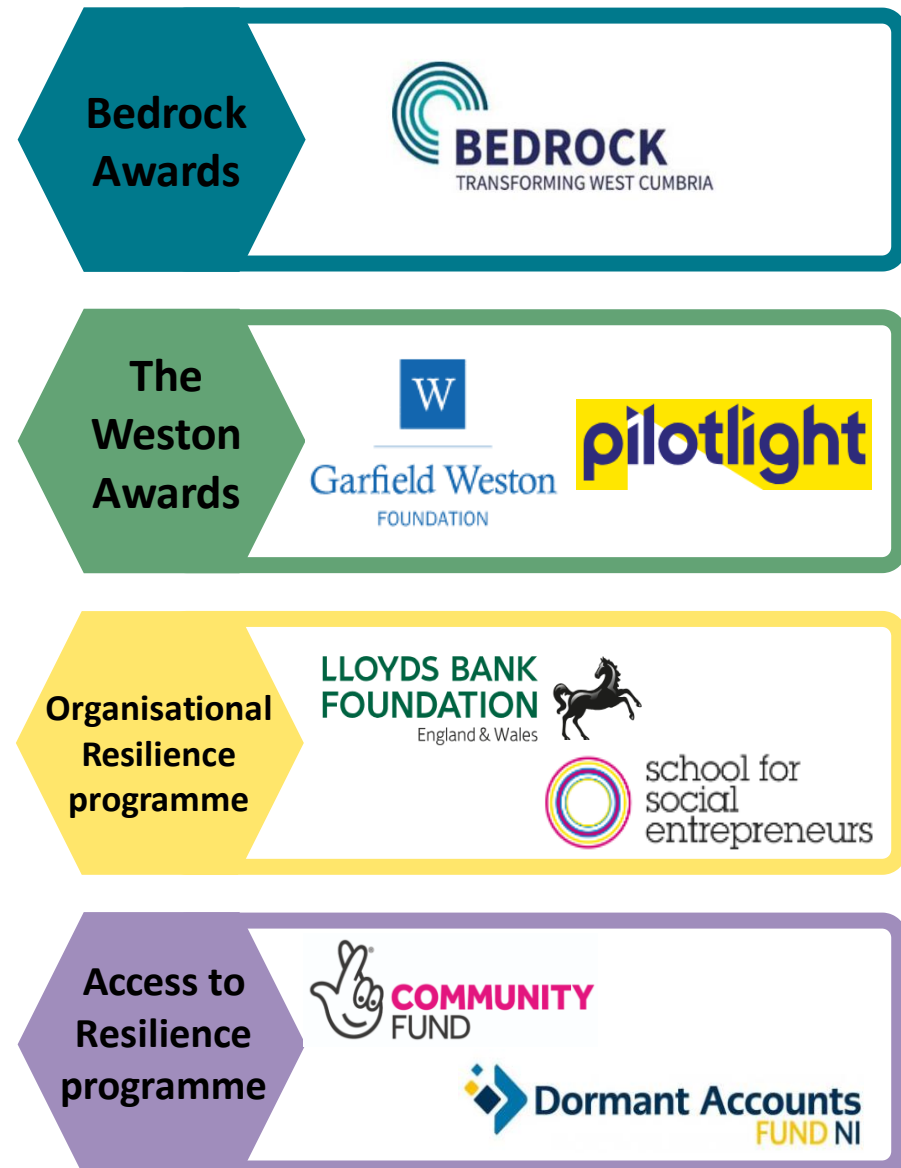 Bedrock
Awards
BEDROCK
TRANSFORMING WEST CUMBRIA
The
Weston
Awards
W
Garfield Weston
FOUNDATION
pilotlight
Organisational
Resilience
programme
LLOYDS BANK
FOUNDATION
England & Wales
school for
social
entrepreneurs
Access to
Resilience
programme
COMMUNITY
FUND
Dormant Accounts
FUND NI